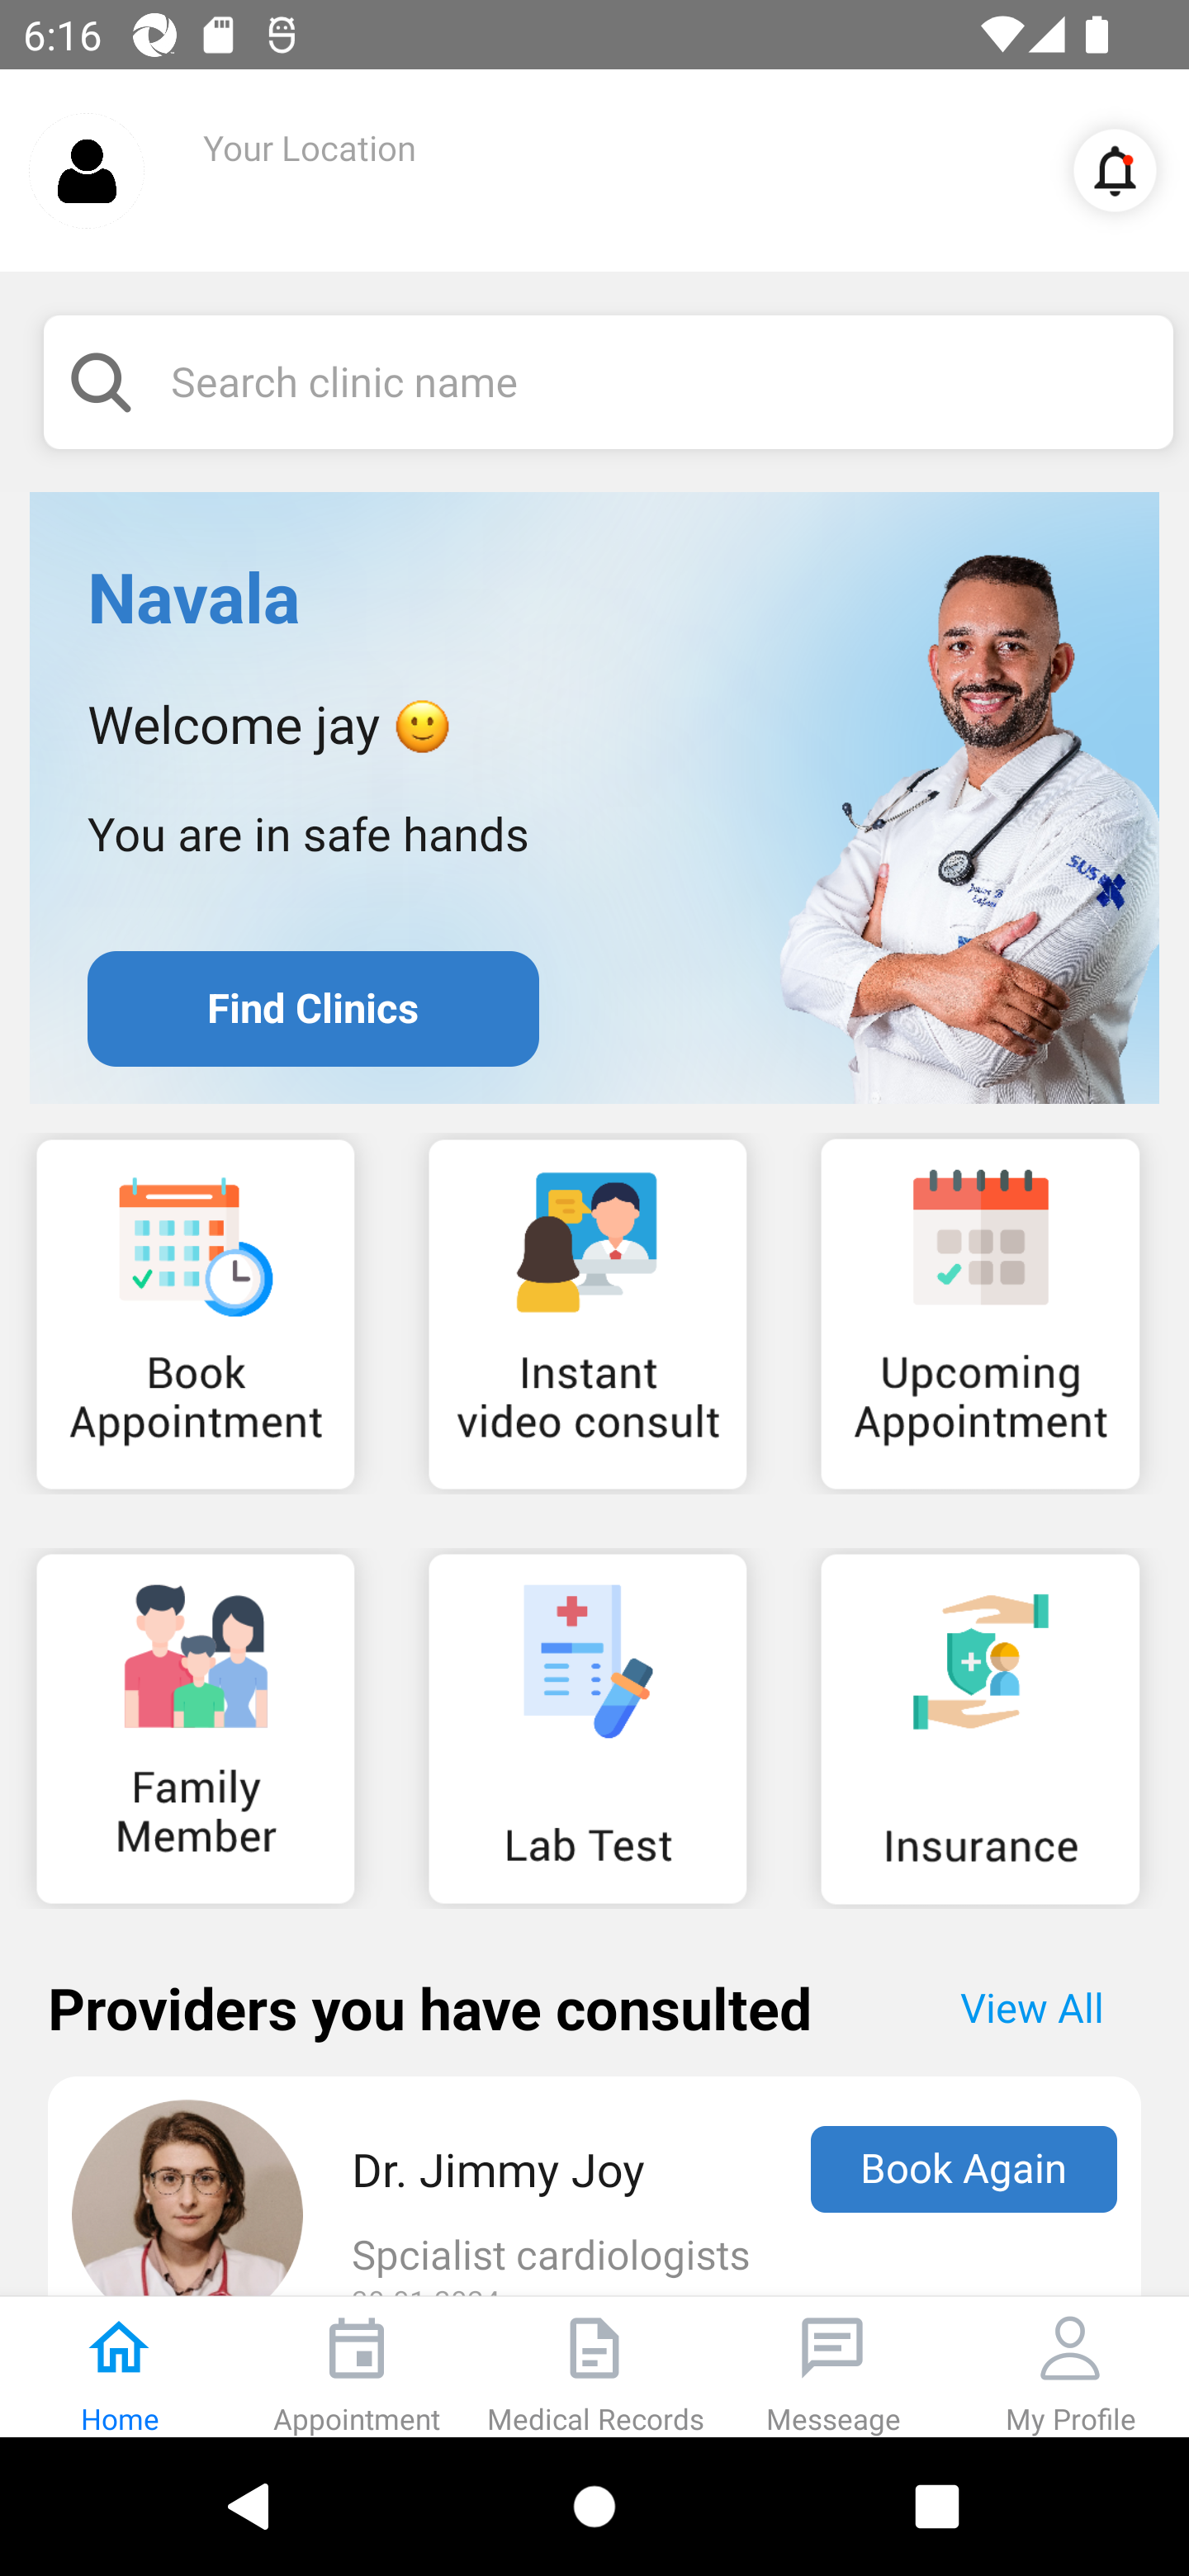 6:16
Your Location
Search clinic name
Navala
Welcome jay 🙂
You are in safe hands
Find Clinics
Book
Appointment
Instant
video consult
Upcoming
Appointment
Family
Member
Lab Test
Insurance
Providers you have consulted
View All
Dr. Jimmy Joy
Book Again
Spcialist cardiologists
Home
Appointment
Medical Records
Messeage
My Profile